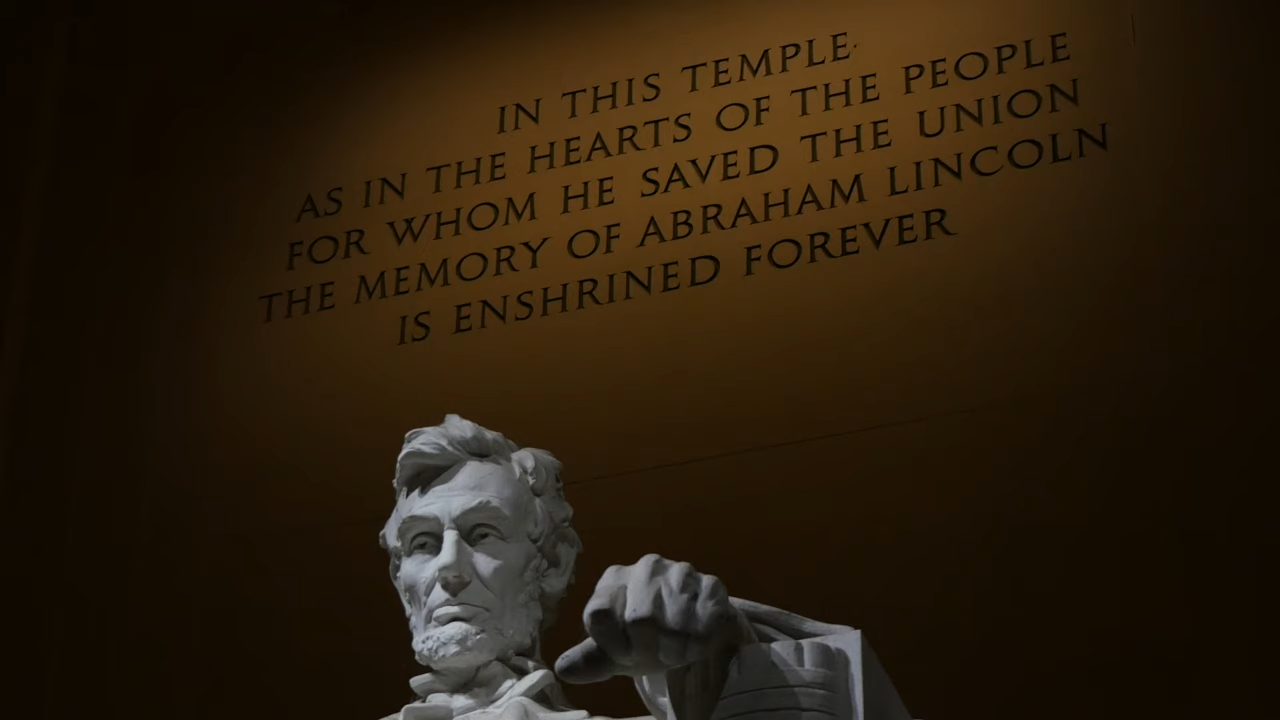 IN THIS TEMPLE
AS IN THE HEARTS OF THE PEOPLE
FOR WHOM HE SAVED THE UNION
THE MEMORY OF ABRAHAM LINCOLN
IS ENSHRINED FOREVER